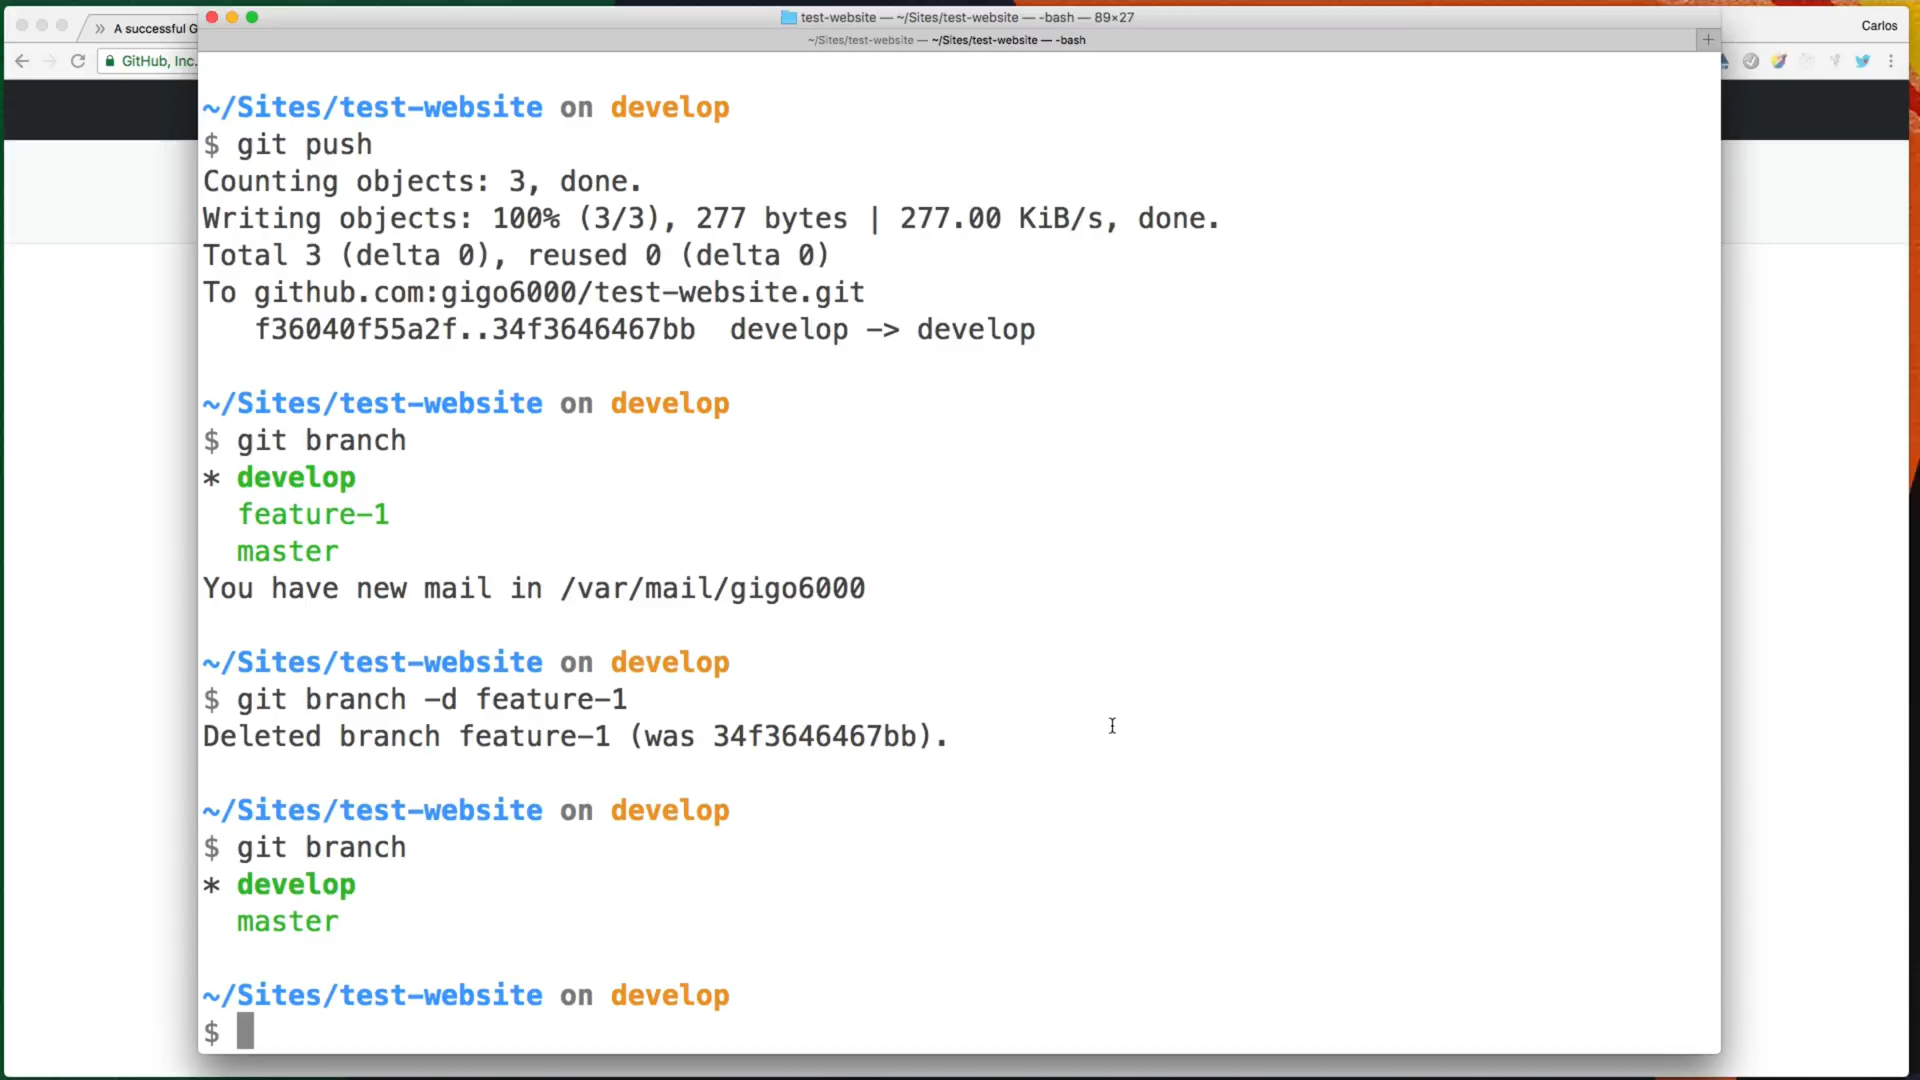 test-website — ~/Sites/test-website — -bash — 89×27
A successful G
Carlos
~/Sites/test-website — ~/Sites/test-website — -bash
GitHub, Inc.
~/Sites/test-website on develop
$ git push
Counting objects: 3, done.
Writing objects: 100% (3/3), 277 bytes | 277.00 KiB/s, done.
Total 3 (delta 0), reused 0 (delta 0)
To github.com:gigo6000/test-website.git
   f36040f55a2f..34f3646467bb  develop -> develop
~/Sites/test-website on develop
$ git branch
* develop
  feature-1
  master
You have new mail in /var/mail/gigo6000
~/Sites/test-website on develop
$ git branch -d feature-1
Deleted branch feature-1 (was 34f3646467bb).
~/Sites/test-website on develop
$ git branch
* develop
  master
~/Sites/test-website on develop
$